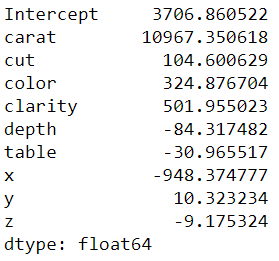 Intercept 3706.860522
carat 10967.350618
cut 104.600629
color 324.876704
clarity 501.955023
depth -84.317482
table -30.965517
x -948.374777
y 10.323234
z -9.175324
dtype: float64